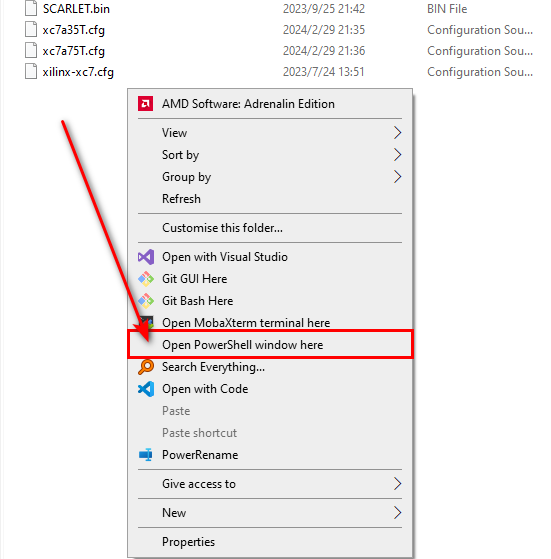 SCARLET.bin 2023/9/25 21:42 BIN File
xc7a35T.cfg 2024/2/29 21:35 Configuration Sou...
xc7a75T.cfg 2024/2/29 21:36 Configuration Sou...
xilinx-xc7.cfg 2023/7/24 13:51 Configuration Sou...
AMD Software: Adrenalin Edition
View
Sort by
Group by
Refresh
Customise this folder...
Open with Visual Studio
Git GUI Here
Git Bash Here
Open MobaXterm terminal here
Open PowerShell window here
Search Everything...
Open with Code
Paste
Paste shortcut
PowerRename
Give access to
New
Properties